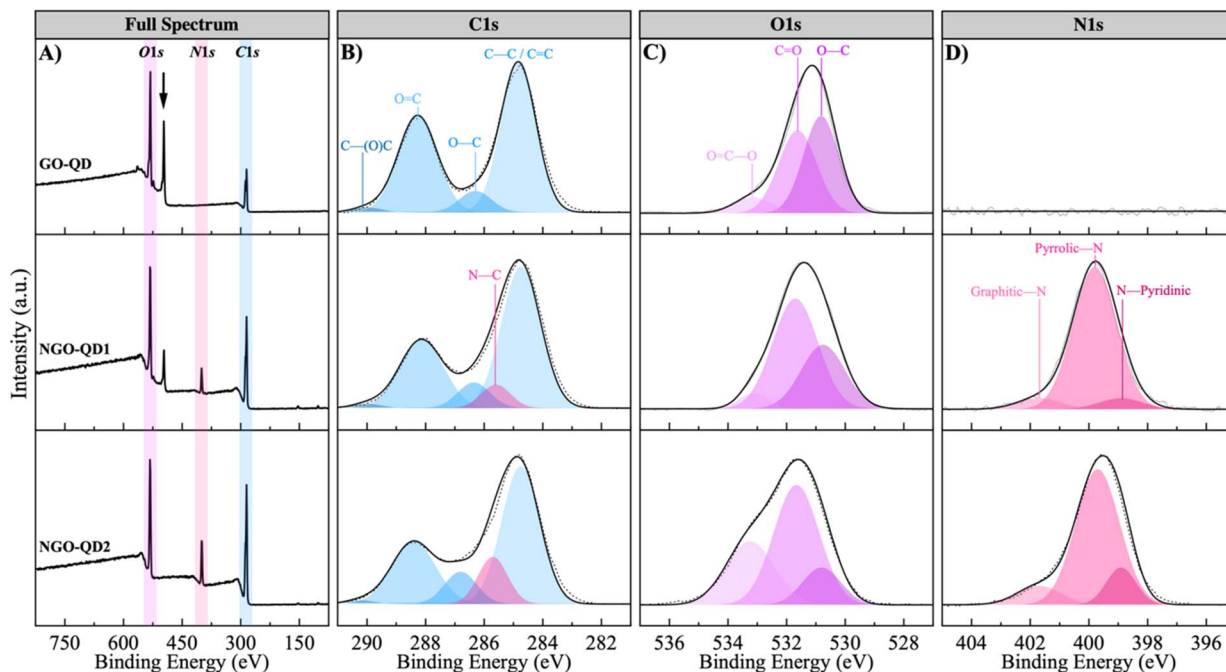 Full Spectrum
C1s
O1s
N1s
A)
O1s
N1s
C1s
GO-QD
B)
C—C / C=C
O=C
O—C
C—(O)C
C)
C=O
O—C
O=C—O
D)
NGO-QD1
N—C
Pyrrolic—N
Graphitic—N
N—Pyridinic
NGO-QD2
Intensity (a.u.)
750 600 450 300 150
290 288 286 284 282
536 534 532 530 528
404 402 400 398 396
Binding Energy (eV)
Binding Energy (eV)
Binding Energy (eV)
Binding Energy (eV)